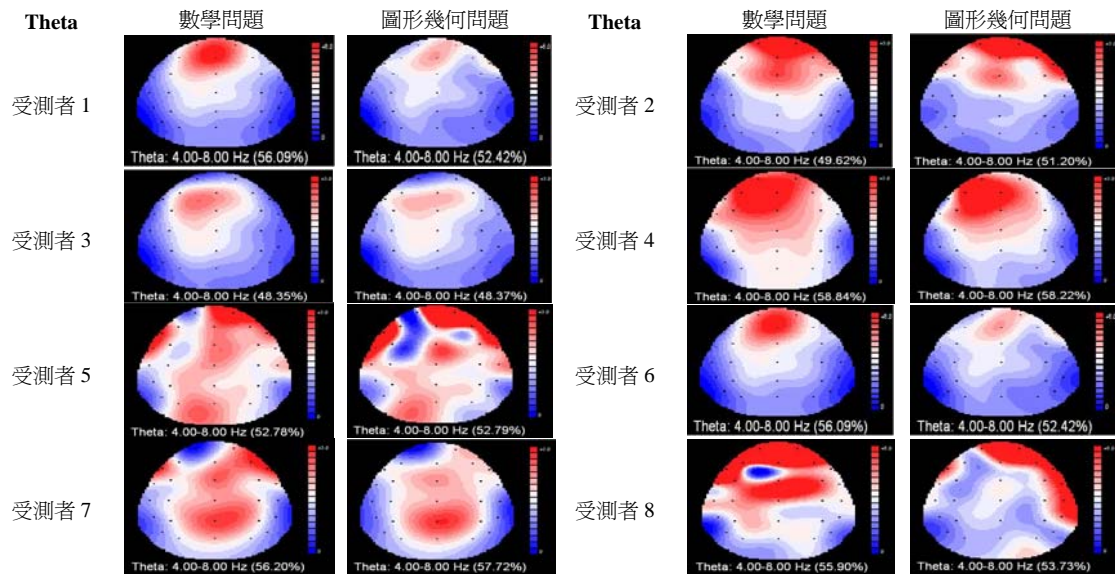 Theta 數學問題 圖形幾何問題 Theta 數學問題 圖形幾何問題
受測者 1 受測者 2
Theta: 4.00-8.00 Hz (56.09%) Theta: 4.00-8.00 Hz (52.42%) Theta: 4.00-8.00 Hz (49.62%) Theta: 4.00-8.00 Hz (51.20%)
受測者 3 受測者 4
Theta: 4.00-8.00 Hz (48.35%) Theta: 4.00-8.00 Hz (48.37%) Theta: 4.00-8.00 Hz (58.84%) Theta: 4.00-8.00 Hz (58.22%)
受測者 5 受測者 6
Theta: 4.00-8.00 Hz (52.78%) Theta: 4.00-8.00 Hz (52.79%) Theta: 4.00-8.00 Hz (56.09%) Theta: 4.00-8.00 Hz (52.42%)
受測者 7 受測者 8
Theta: 4.00-8.00 Hz (56.20%) Theta: 4.00-8.00 Hz (57.72%) Theta: 4.00-8.00 Hz (55.90%) Theta: 4.00-8.00 Hz (53.73%)